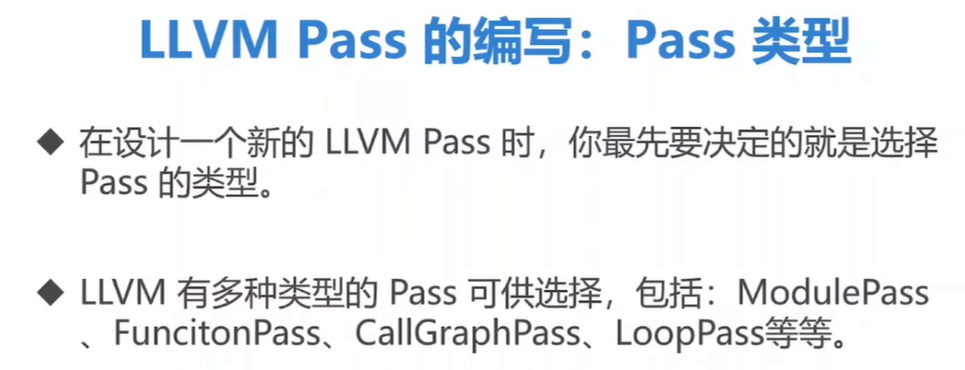 LLVM Pass 的编写：Pass 类型
◆ 在设计一个新的 LLVM Pass 时，你最先要决定的就是选择
Pass 的类型。
◆ LLVM 有多种类型的 Pass 可供选择，包括：ModulePass
、FuncitonPass、CallGraphPass、LoopPass等等。